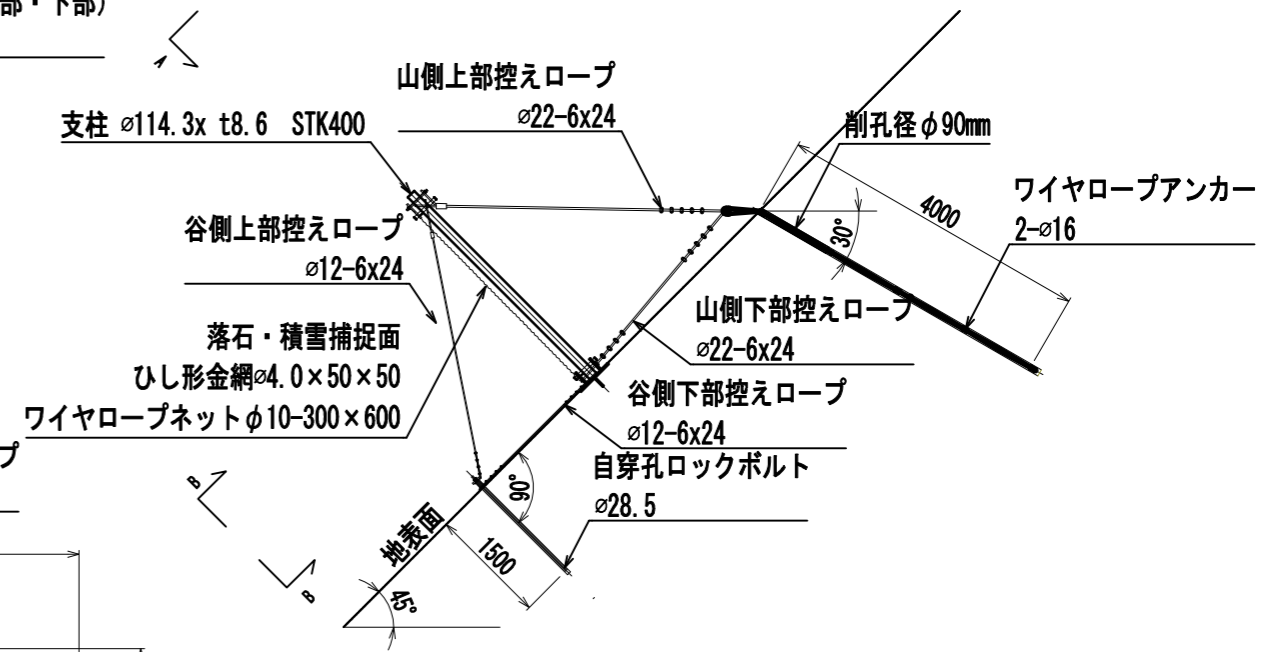 部・下部)
A
山側上部控えロープ
⌀22-6x24
支柱 ⌀114.3x t8.6 STK400
削孔径φ90mm
ワイヤロープアンカー
2-⌀16
4000
30°
谷側上部控えロープ
⌀12-6x24
山側下部控えロープ
⌀22-6x24
落石・積雪捕捉面
ひし形金網⌀4.0×50×50
ワイヤロープネットφ10-300×600
谷側下部控えロープ
⌀12-6x24
プ
自穿孔ロックボルト
⌀28.5
B
90°
地表面
1500
B
45°